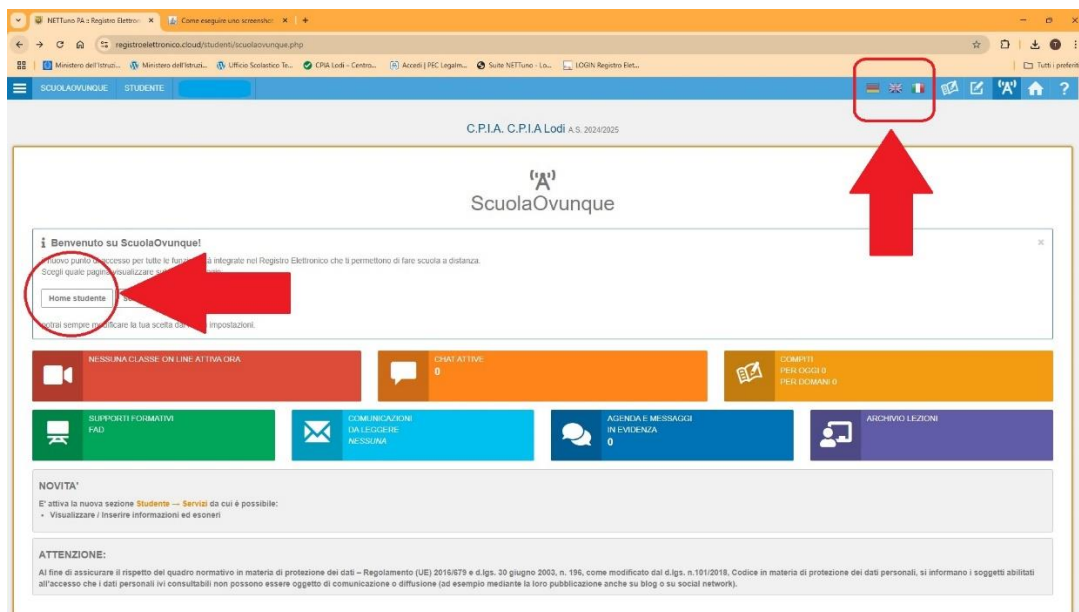 NETTuno PA :: Registro Elettron
Come eseguire uno screenshot
registroelettronico.cloud/studenti/scuolaovunque.php
Ministero dell'Istruzi...
Ministero dell'Istruzi...
Ufficio Scolastico Te...
CPIA Lodi - Centro...
Accedi | PEC Legalm...
Suite NETTuno - Lo...
LOGIN Registro Elet...
Tutti i preferiti
SCUOLAOVUNQUE STUDENTE
C.P.I.A. C.P.I.A Lodi A.S. 2024/2025
ScuolaOvunque
Benvenuto su ScuolaOvunque!
nuovo punto di accesso per tutte le integrate nel Registro Elettronico che ti permettono di fare scuola a distanza.
Scegli quale pagina visualizzare
Home studente
potrai sempre modificare la tua scelta impostazioni.
NESSUNA CLASSE ON LINE ATTIVA ORA
CHAT ATTIVE
0
COMPITI
PER OGGI 0
PER DOMANI 0
SUPPORTI FORMATIVI
FAD
COMUNICAZIONI
DA LEGGERE
NESSUNA
AGENDA E MESSAGGI
IN EVIDENZA
0
ARCHIVIO LEZIONI
NOVITA'
E' attiva la nuova sezione Studente — Servizi da cui è possibile:
• Visualizzare / Inserire informazioni ed esoneri
ATTENZIONE:
Al fine di assicurare il rispetto del quadro normativo in materia di protezione dei dati – Regolamento (UE) 2016/679 e d.lgs. 30 giugno 2003, n. 196, come modificato dal d.lgs. n.101/2018, Codice in materia di protezione dei dati personali, si informano i soggetti abilitati
all'accesso che i dati personali ivi consultabili non possono essere oggetto di comunicazione o diffusione (ad esempio mediante la loro pubblicazione anche su blog o su social network).